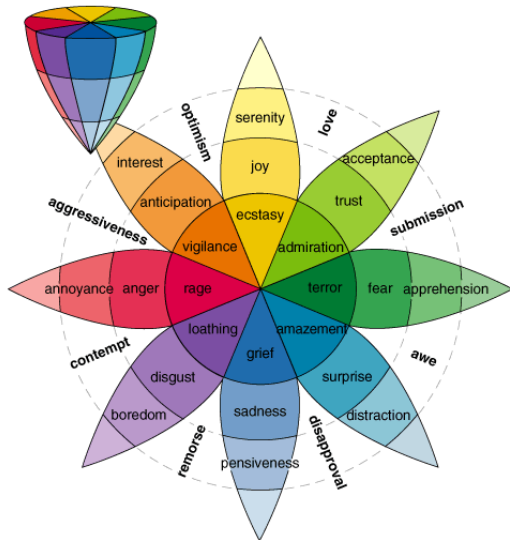 serenity
optimism
love
interest
joy
acceptance
anticipation
trust
aggressiveness
ecstasy
submission
vigilance
admiration
annoyance
anger
rage
terror
fear
apprehension
loathing
amazement
contempt
grief
awe
disgust
surprise
boredom
sadness
distraction
remorse
disapproval
pensiveness